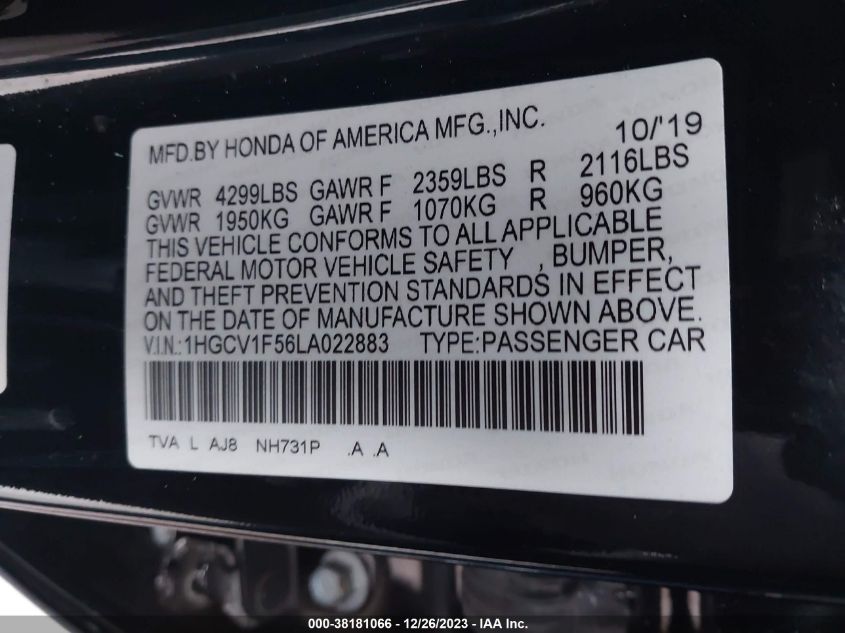 MFD.BY HONDA OF AMERICA MFG.,INC. 10/'19
GVWR 4299LBS GAWR F 2359LBS R 2116LBS
GVWR 1950KG GAWR F 1070KG R 960KG
THIS VEHICLE CONFORMS TO ALL APPLICABLE
FEDERAL MOTOR VEHICLE SAFETY , BUMPER,
AND THEFT PREVENTION STANDARDS IN EFFECT
ON THE DATE OF MANUFACTURE SHOWN ABOVE.
V.I.N.:1HGCV1F56LA022883 TYPE:PASSENGER CAR
TVA L AJ8 NH731P .A .A
000-38181066 - 12/26/2023 - IAA Inc.